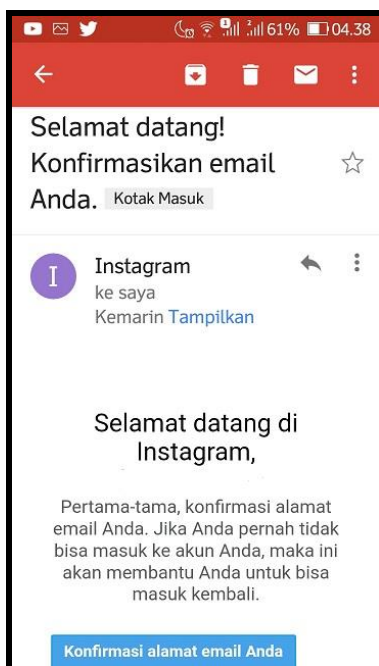 61% 04.38
Selamat datang!
Konfirmasikan email
Anda. Kotak Masuk
I Instagram
ke saya
Kemarin Tampilkan
Selamat datang di
Instagram,
Pertama-tama, konfirmasi alamat
email Anda. Jika Anda pernah tidak
bisa masuk ke akun Anda, maka ini
akan membantu Anda untuk bisa
masuk kembali.
Konfirmasi alamat email Anda